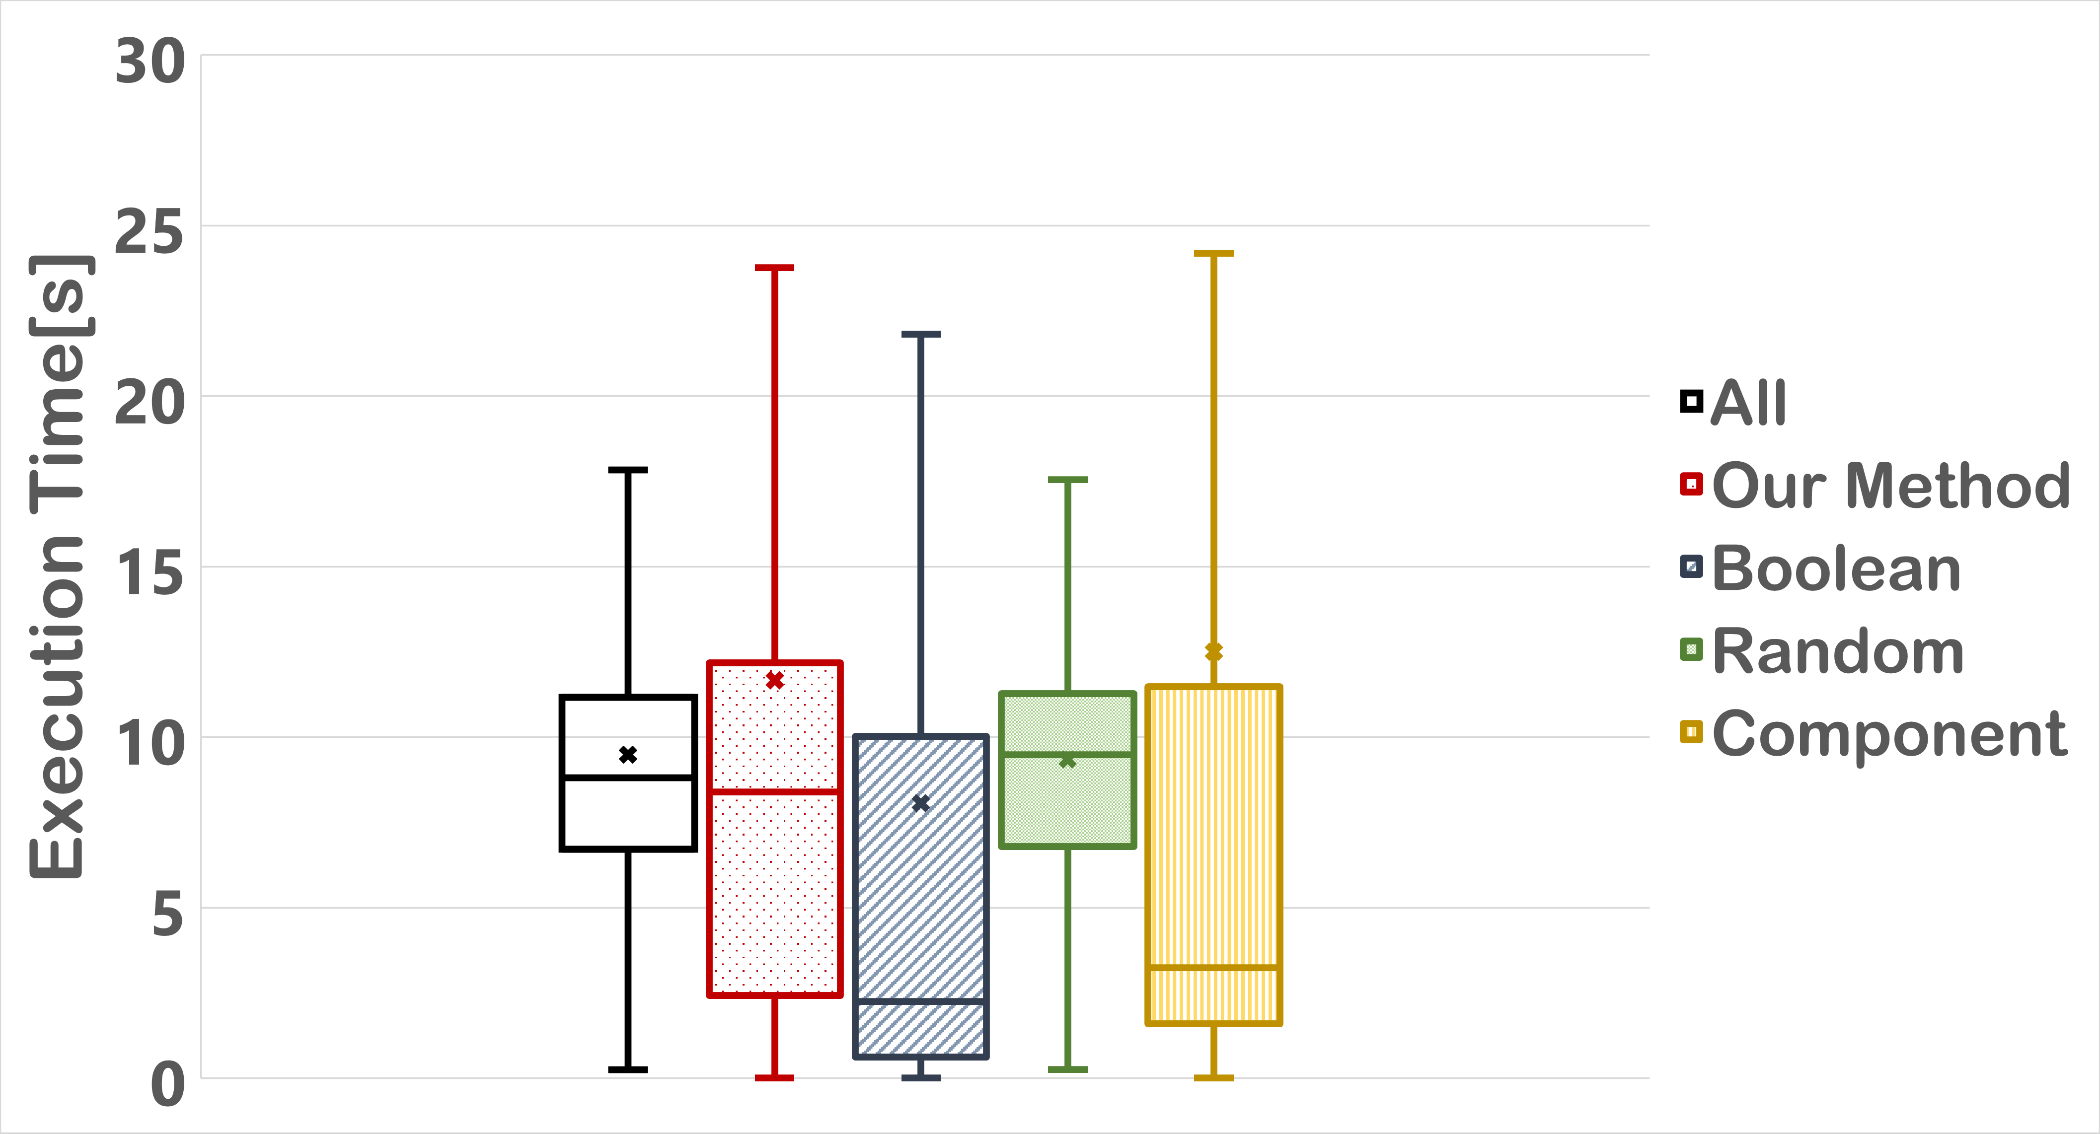 Execution Time[s]
30
25
20
15
10
5
0
All
Our Method
Boolean
Random
Component